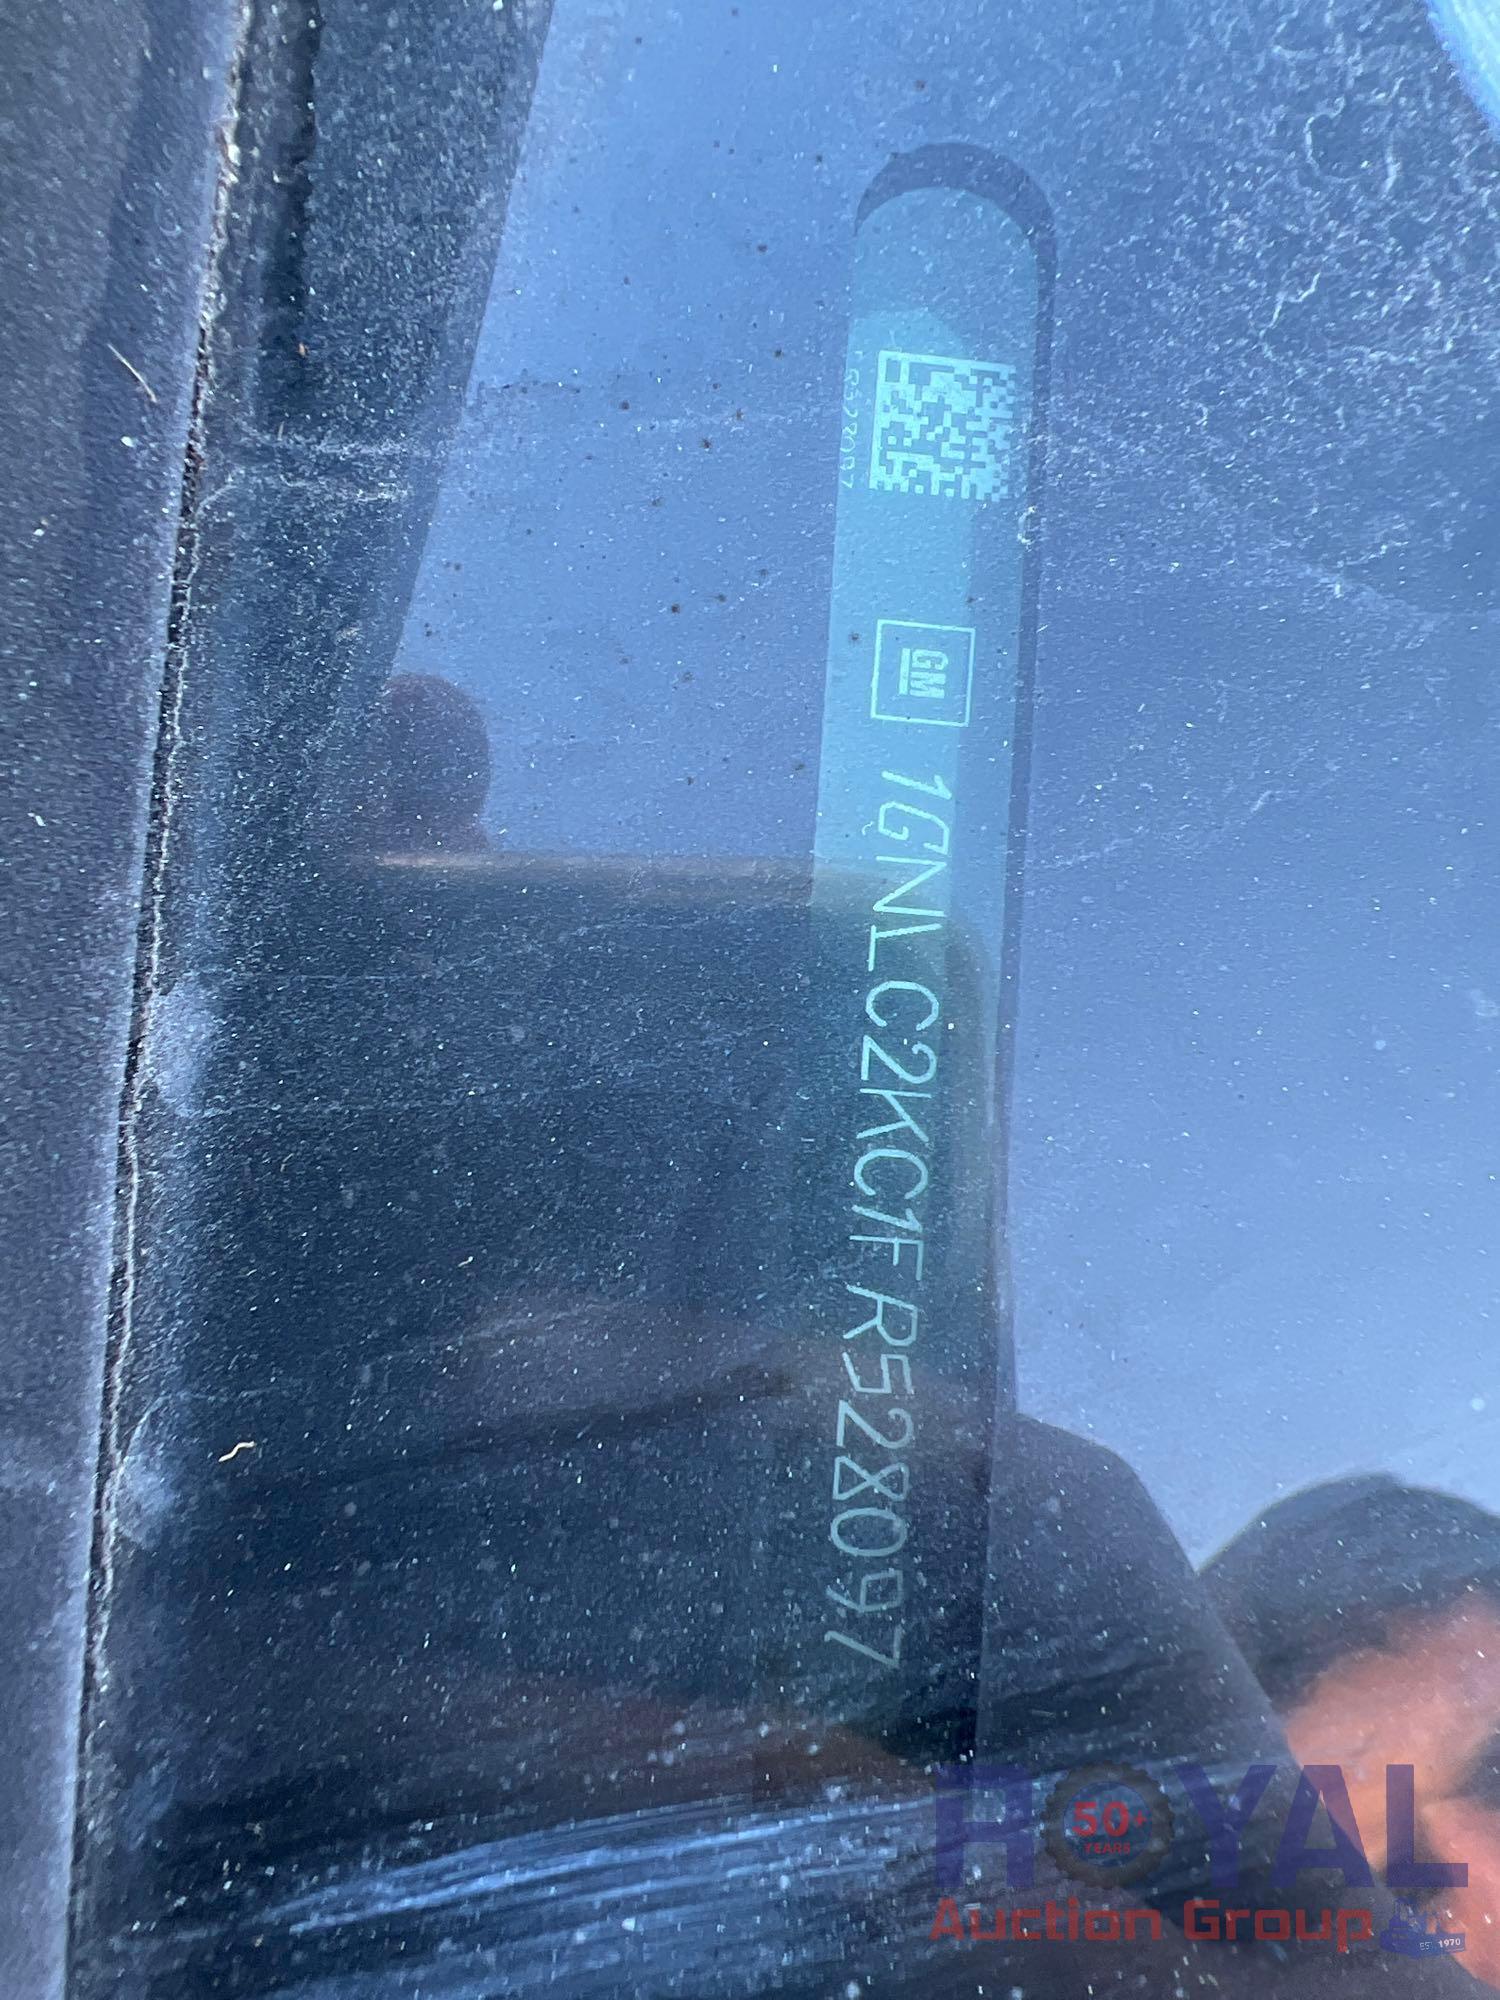 GM 1GNLC2KC1FR528097
ROYAL
50+
YEARS
Auction Group
EST 1970